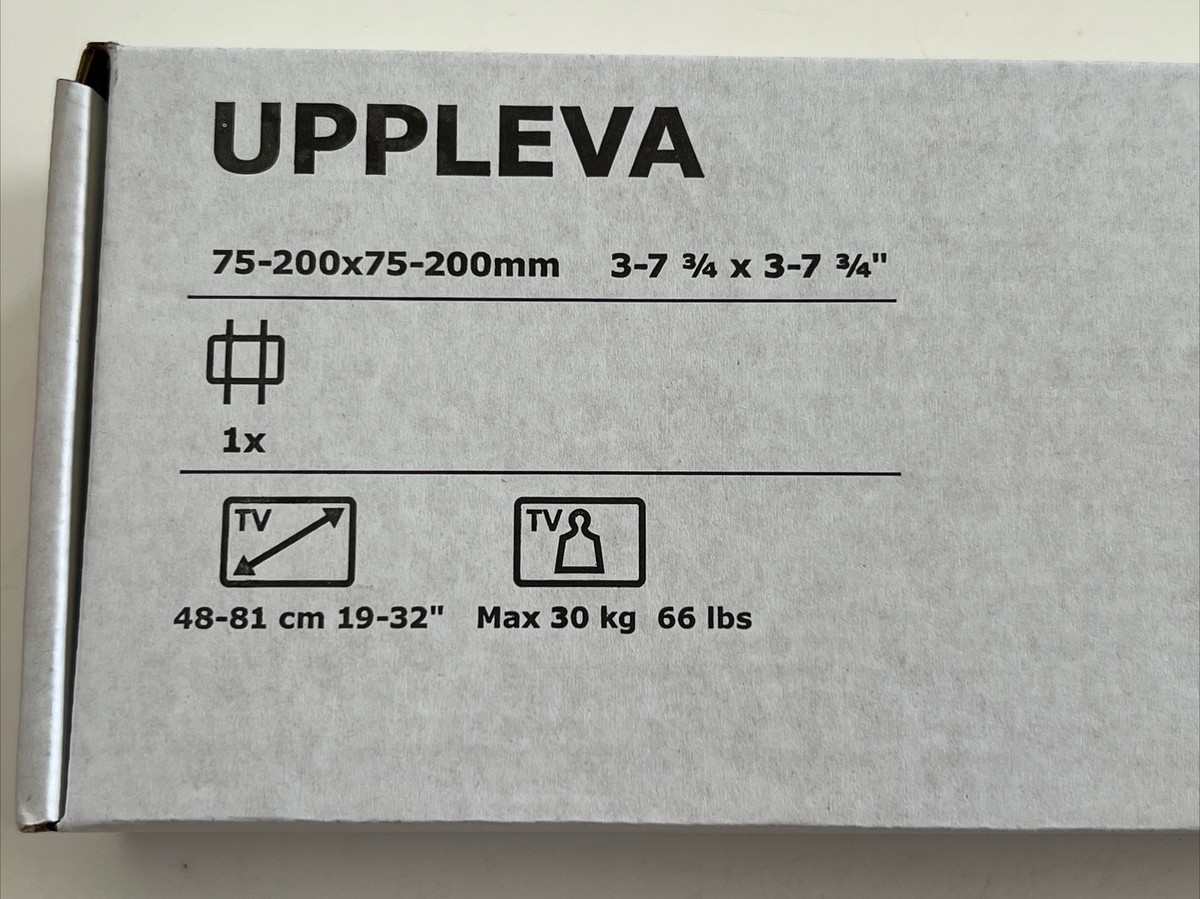 UPPLEVA
75-200x75-200mm 3-7 ¾ x 3-7 ¾"
1x
TV TV
48-81 cm 19-32" Max 30 kg 66 lbs